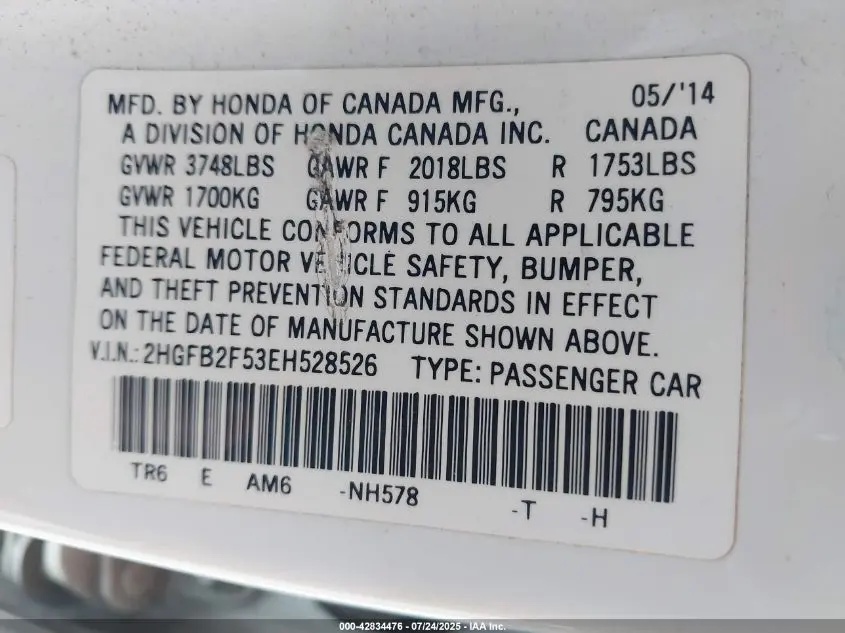 MFD. BY HONDA OF CANADA MFG., 05/'14
A DIVISION OF HONDA CANADA INC. CANADA
GVWR 3748LBS GAWR F 2018LBS R 1753LBS
GVWR 1700KG GAWR F 915KG R 795KG
THIS VEHICLE CONFORMS TO ALL APPLICABLE
FEDERAL MOTOR VEHICLE SAFETY, BUMPER,
AND THEFT PREVENTION STANDARDS IN EFFECT
ON THE DATE OF MANUFACTURE SHOWN ABOVE.
V.I.N.: 2HGFB2F53EH528526 TYPE: PASSENGER CAR
TR6 E AM6 -NH578 -T -H
000-42834476 - 07/24/2025 - IAA Inc.